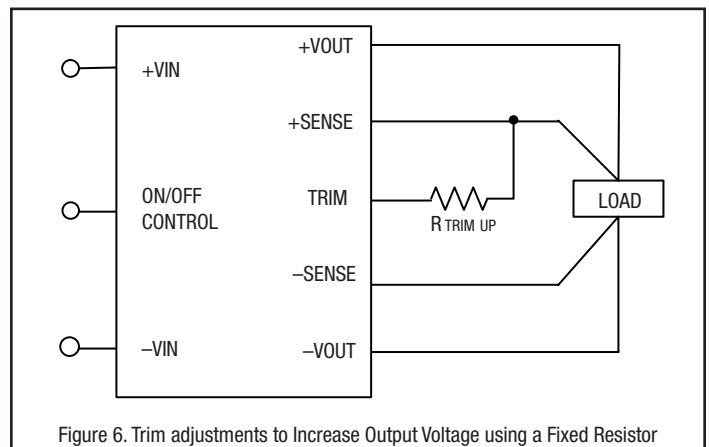 +VOUT
+VIN
+SENSE
ON/OFF
CONTROL
TRIM
R TRIM UP
LOAD
–SENSE
–VIN
–VOUT
Figure 6. Trim adjustments to Increase Output Voltage using a Fixed Resistor